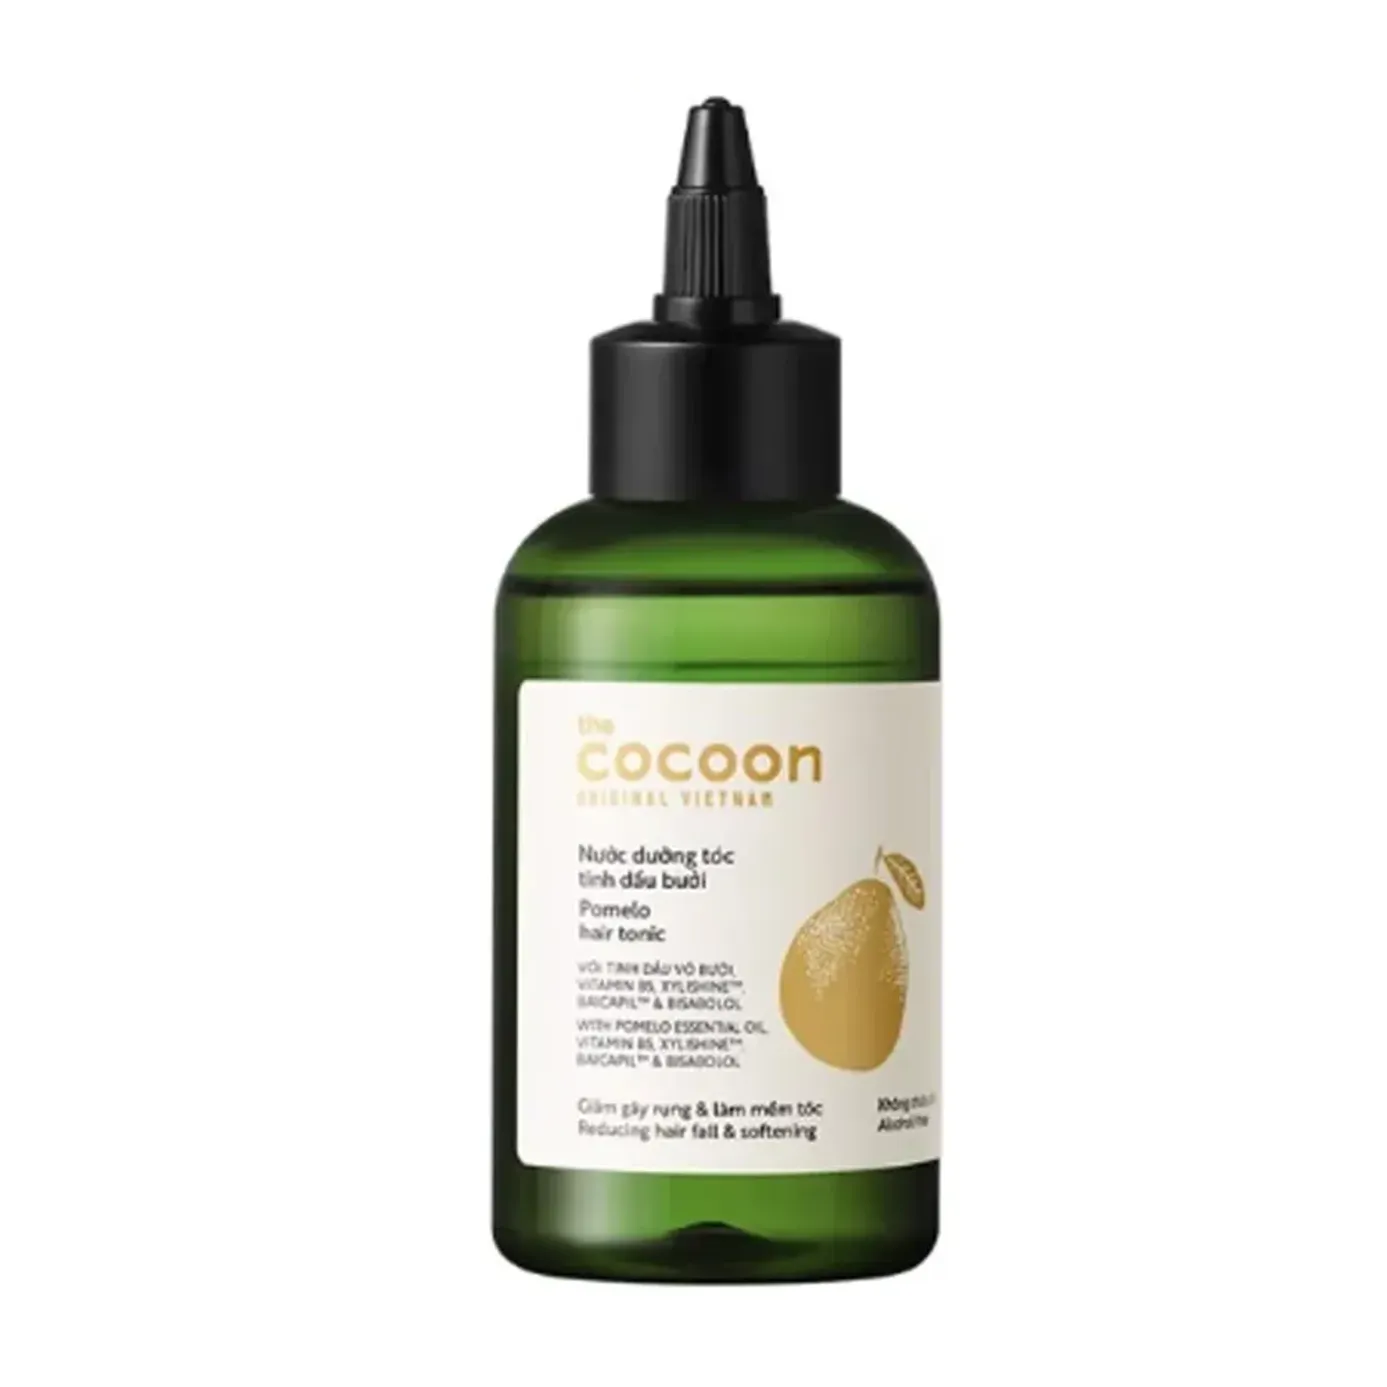 the
cocoon
ORIGINAL VIETNAM
Nước dưỡng tóc
tinh dầu bưởi
Pomelo
hair tonic
VỚI TINH DẦU VỎ BƯỞI,
VITAMIN B5, XYLISHINE™,
BAICAPIL™ & BISABOLOL
WITH POMELO ESSENTIAL OIL,
VITAMIN B5, XYLISHINE™,
BAICAPIL™ & BISABOLOL
Giảm gãy rụng & làm mềm tóc
Reducing hair fall & softening
Không
Alcohol free